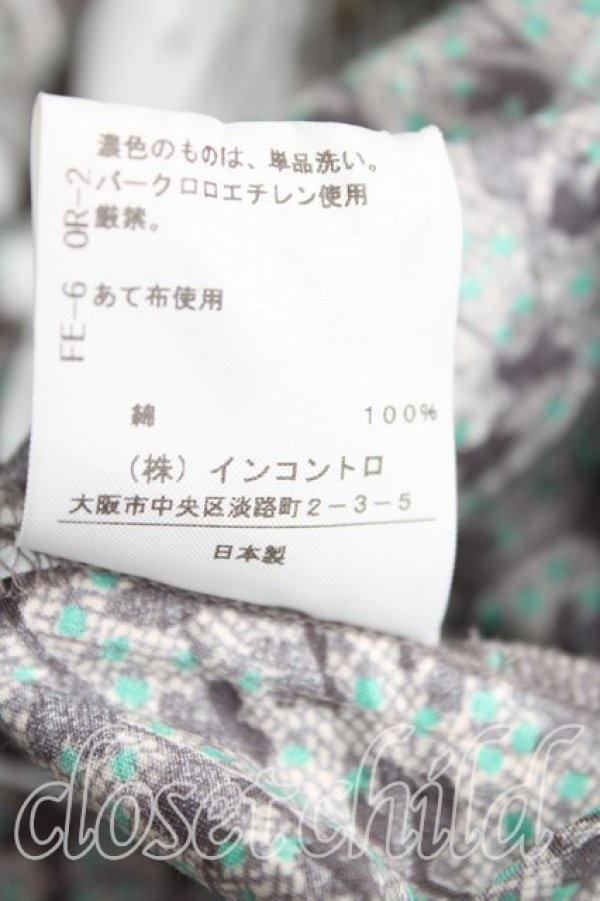 濃色のものは、単品洗い。
パークロロエチレン使用
厳禁。
あて布使用
綿 100%
(株)インコントロ
大阪市中央区淡路町2-3-5
日本製
FE-6 OR-2
closetchild